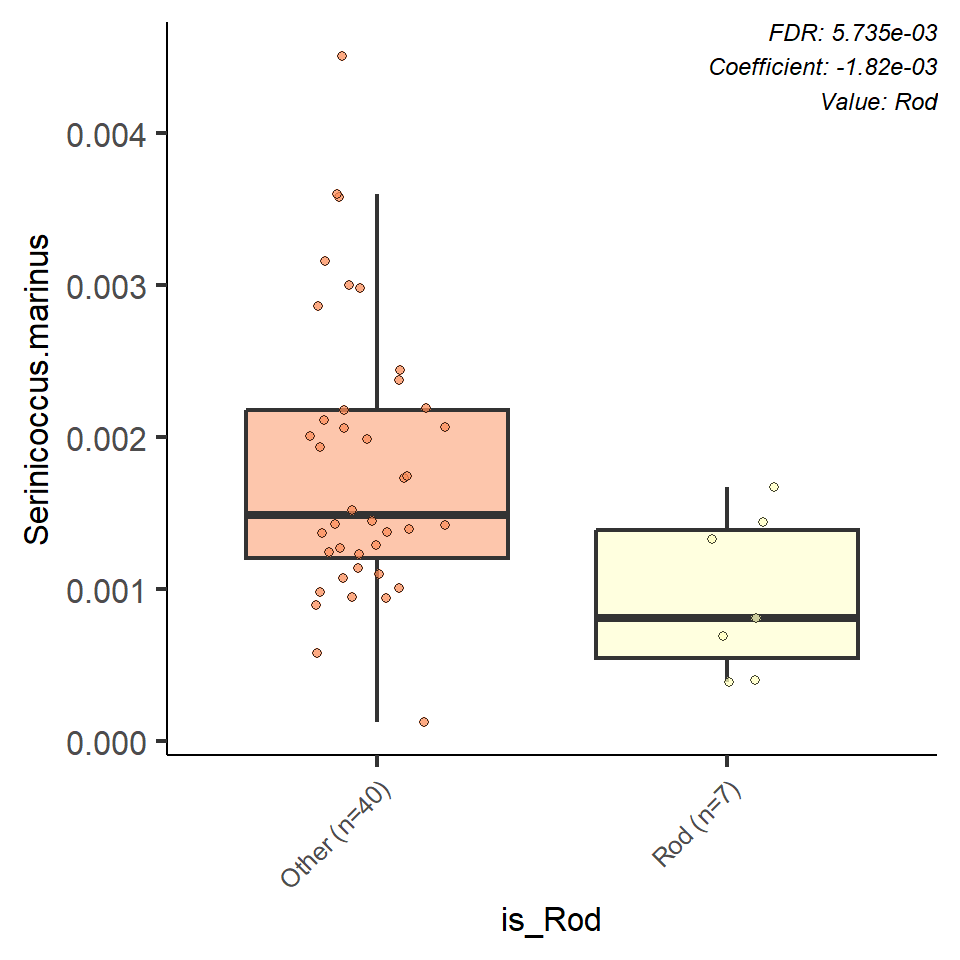 FDR: 5.735e-03
Coefficient: -1.82e-03
Value: Rod
Serinicoccus.marinus
0.004
0.003
0.002
0.001
0.000
Other (n=40)
Rod (n=7)
is_Rod